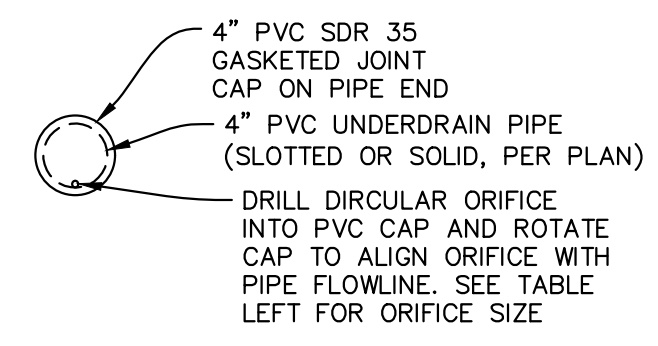 4” PVC SDR 35
GASKETED JOINT
CAP ON PIPE END
4” PVC UNDERDRAIN PIPE
(SLOTTED OR SOLID, PER PLAN)
DRILL DIRCULAR ORIFICE
INTO PVC CAP AND ROTATE
CAP TO ALIGN ORIFICE WITH
PIPE FLOWLINE. SEE TABLE
LEFT FOR ORIFICE SIZE